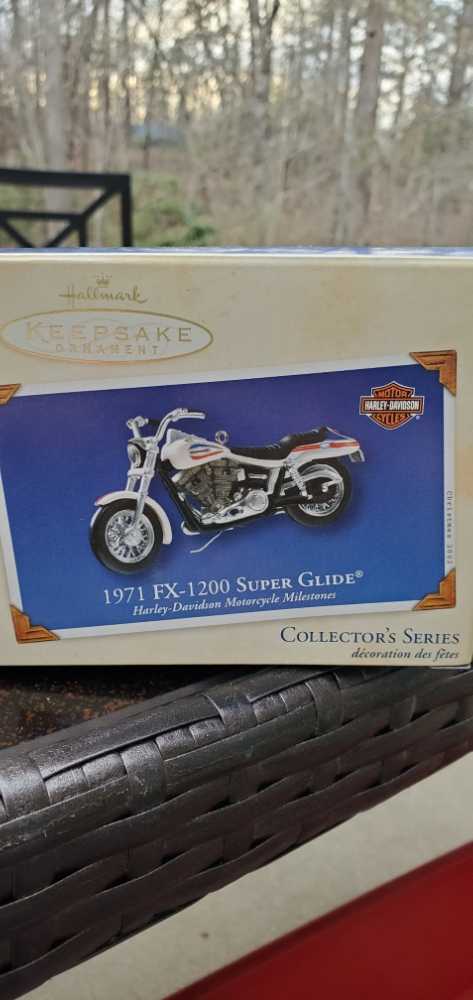 Hallmark
KEEPSAKE
ORNAMENT
MOTOR
HARLEY-DAVIDSON
CYCLES
®
1971 FX-1200 SUPER GLIDE®
Harley-Davidson Motorcycle Milestones
COLLECTOR'S SERIES
décoration des fêtes